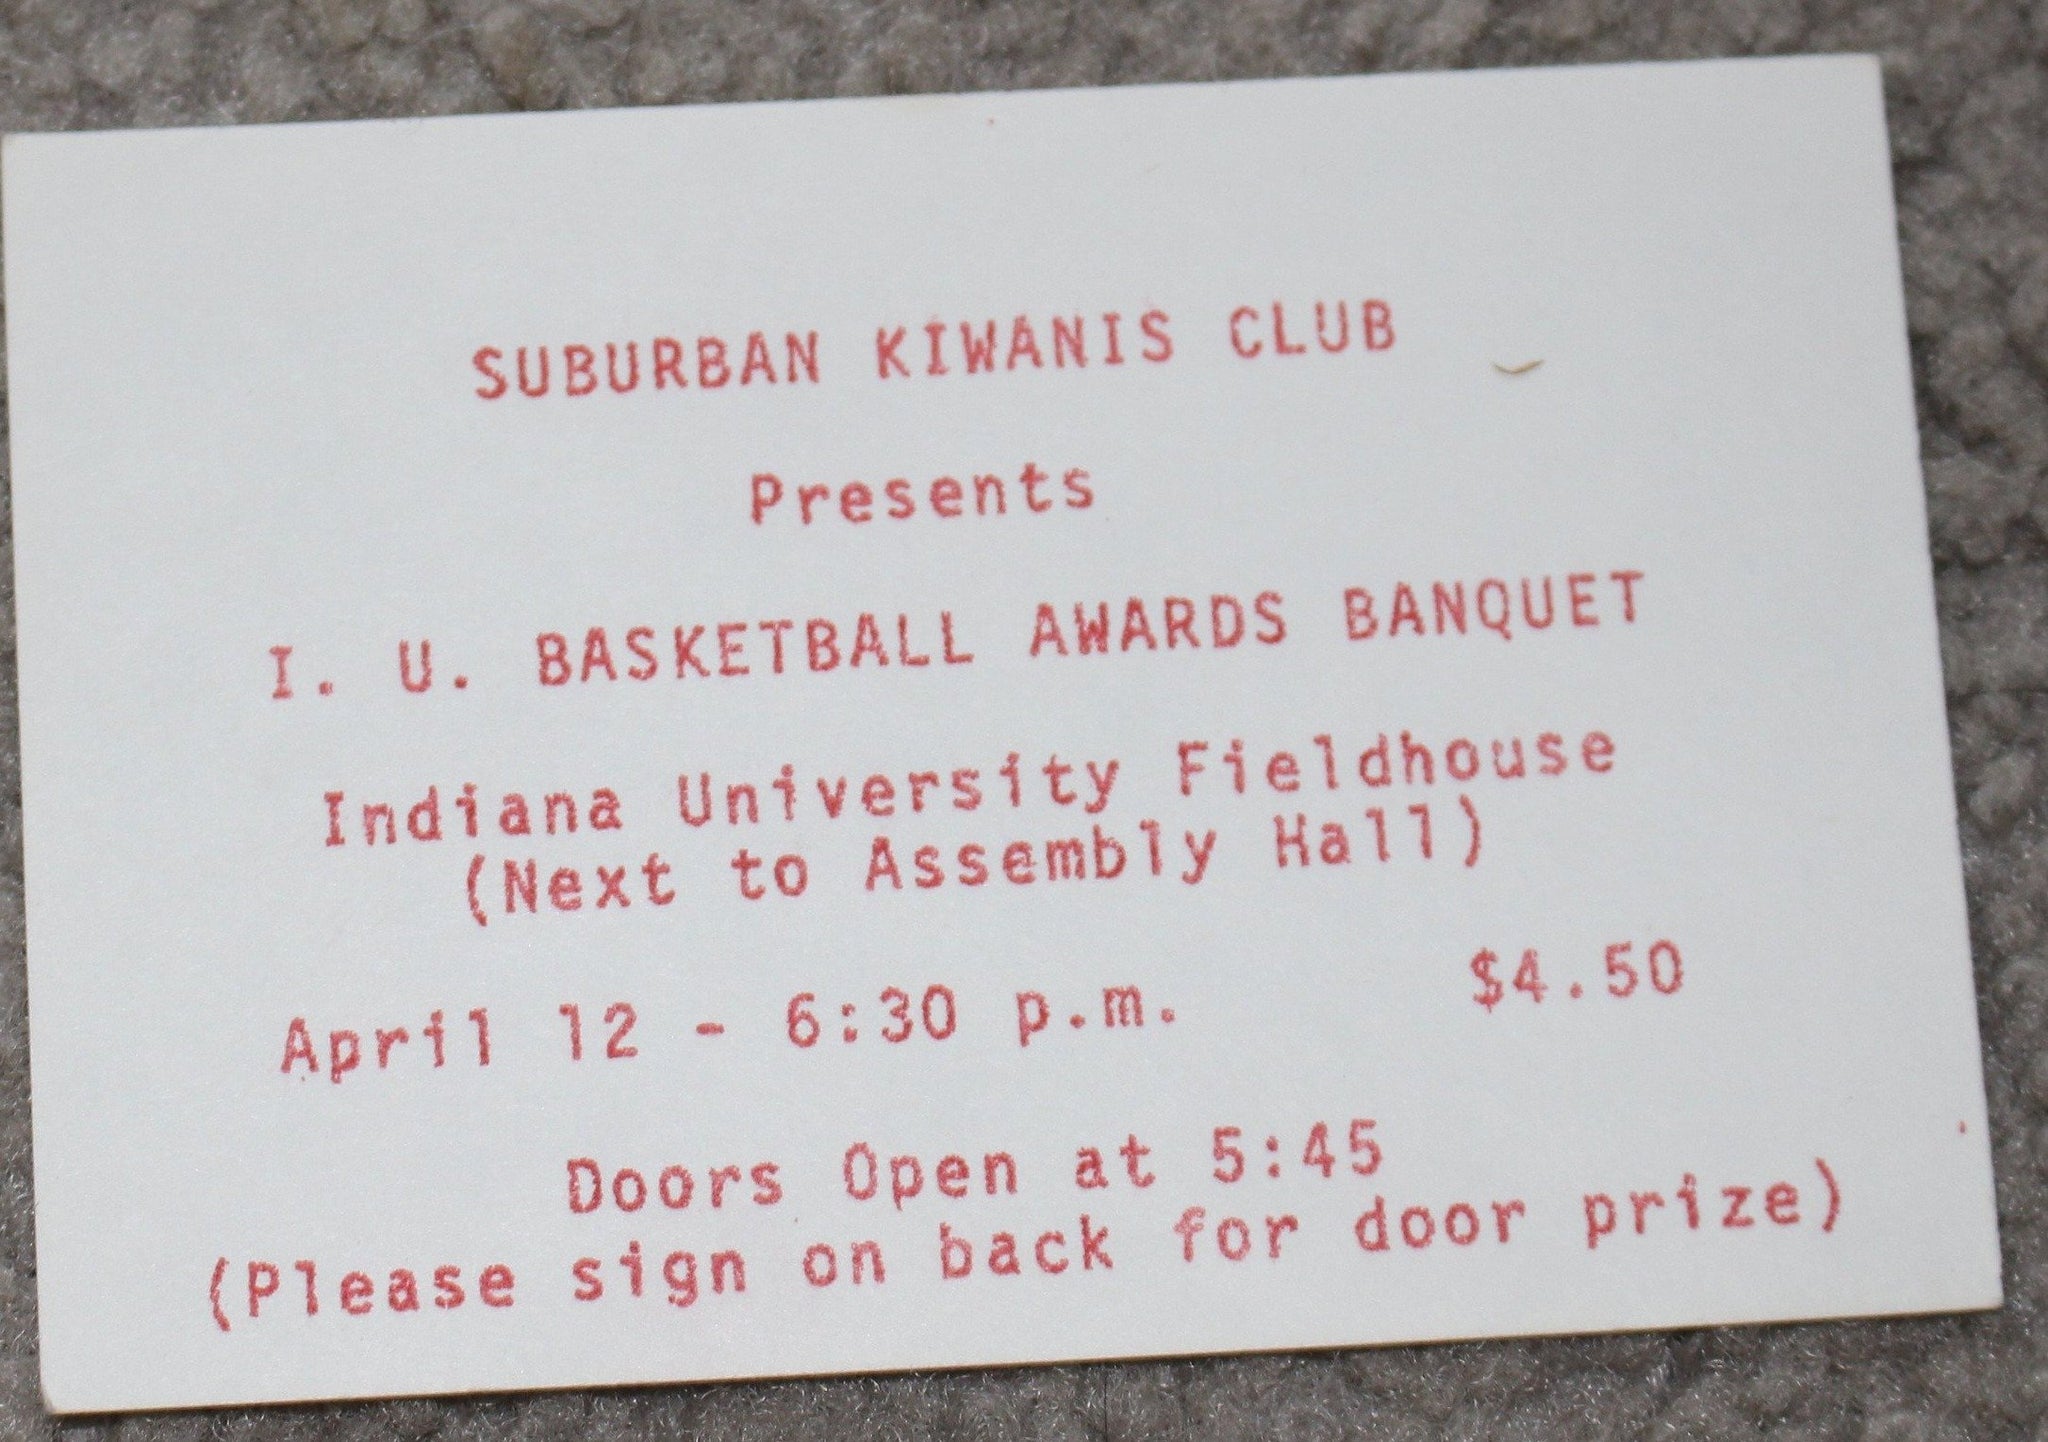 SUBURBAN KIWANIS CLUB
Presents
I. U. BASKETBALL AWARDS BANQUET
Indiana University Fieldhouse
(Next to Assembly Hall)
April 12 - 6:30 p.m. $4.50
Doors Open at 5:45
(Please sign on back for door prize)